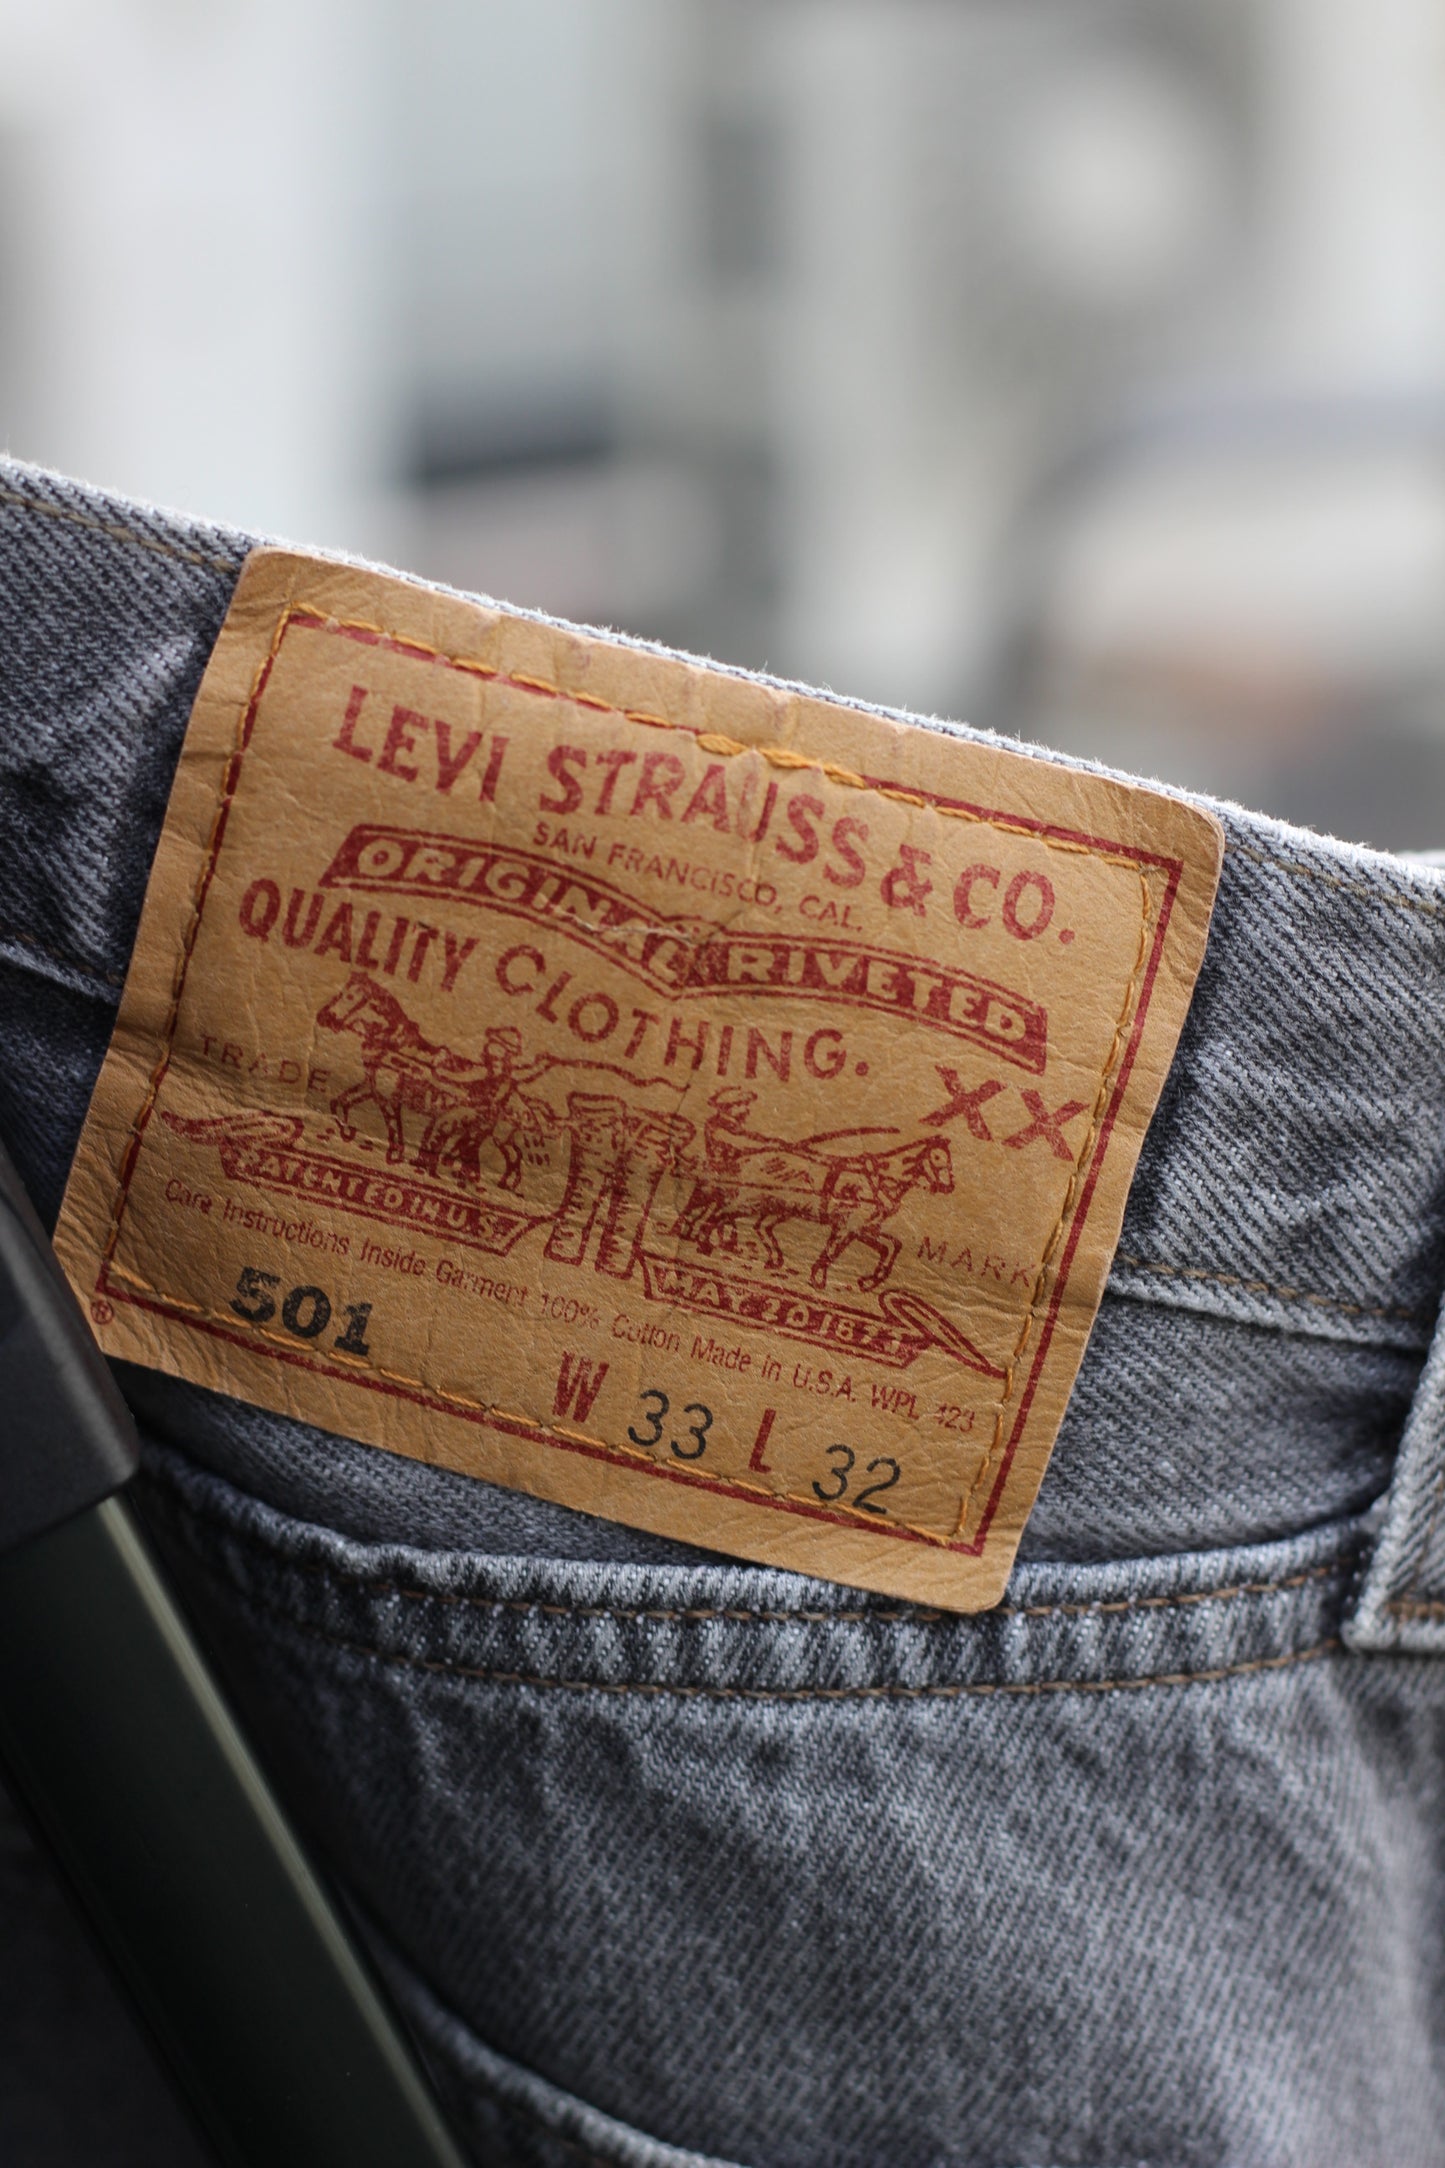 LEVI STRAUSS & CO.
SAN FRANCISCO, CAL.
ORIGINAL RIVETED
QUALITY CLOTHING.
XX
TRADE MARK
PATENTED IN U.S.
MAY 20 1873
Care Instructions Inside Garment 100% Cotton Made in U.S.A. WPL 423
501
W 33 L 32
®